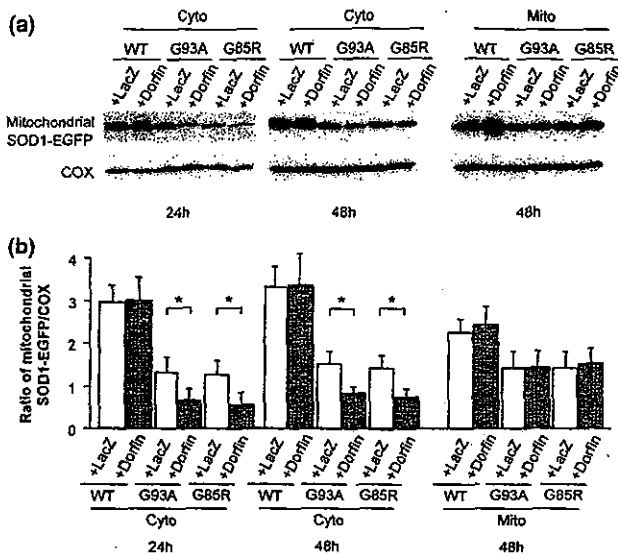 (a)
Cyto Cyto Mito
WT G93A G85R WT G93A G85R WT G93A G85R
+LacZ +Dorfin +LacZ +Dorfin +LacZ +Dorfin +LacZ +Dorfin +LacZ +Dorfin +LacZ +Dorfin +LacZ +Dorfin +LacZ +Dorfin +LacZ +Dorfin
Mitochondrial
SOD1-EGFP
COX
24h 48h 48h
(b)
Ratio of mitochondrial
SOD1-EGFP/COX
4
3
2
1
0
* * * *
+LacZ +Dorfin +LacZ +Dorfin +LacZ +Dorfin +LacZ +Dorfin +LacZ +Dorfin +LacZ +Dorfin +LacZ +Dorfin +LacZ +Dorfin +LacZ +Dorfin
WT G93A G85R WT G93A G85R WT G93A G85R
Cyto Cyto Mito
24h 48h 48h